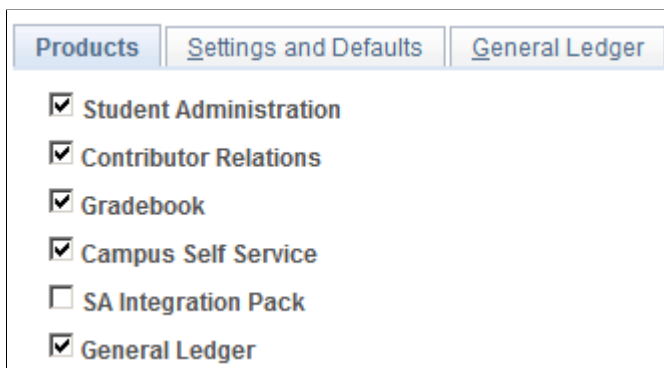 Products Settings and Defaults General Ledger
Student Administration
Contributor Relations
Gradebook
Campus Self Service
SA Integration Pack
General Ledger